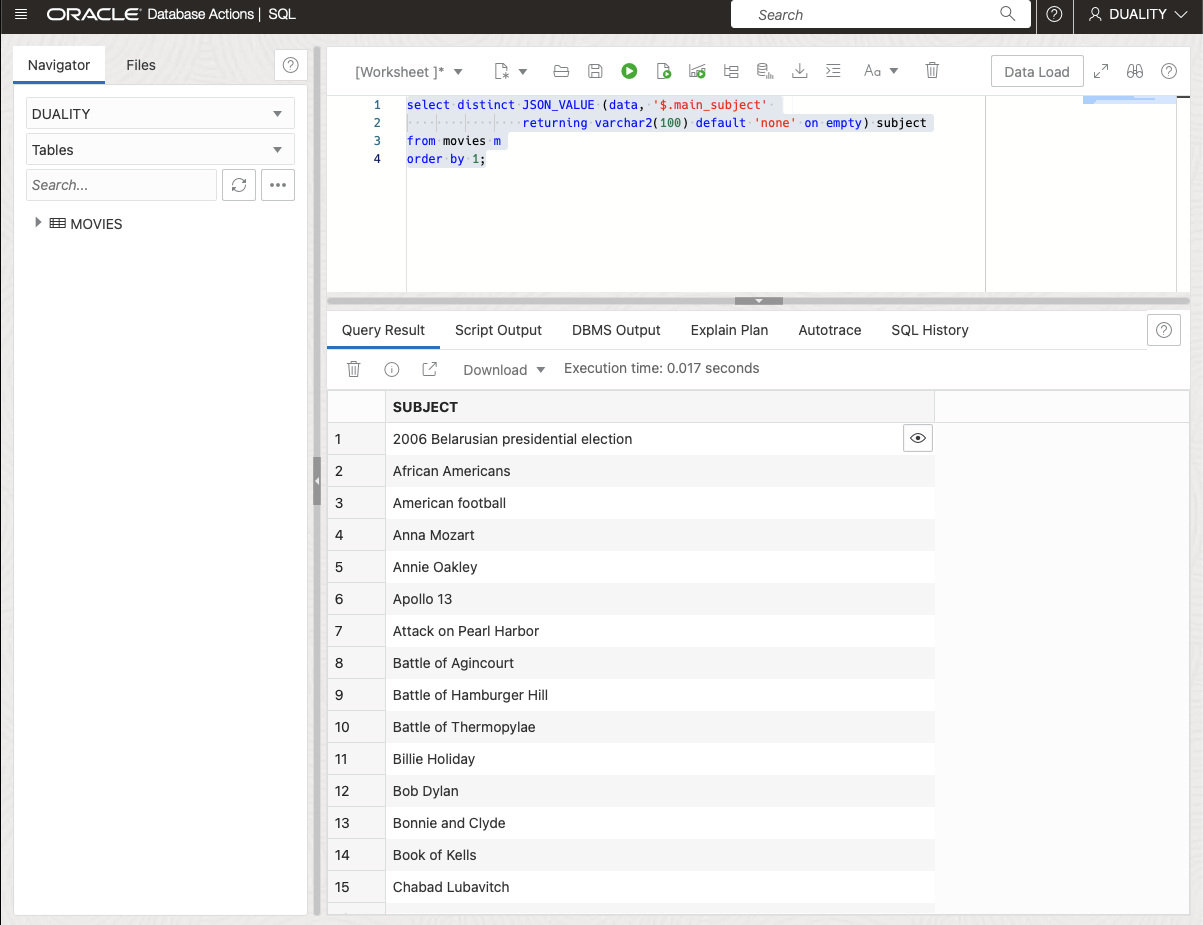 ORACLE Database Actions | SQL
Search
DUALITY
Navigator
Files
DUALITY
Tables
Search...
MOVIES
[Worksheet ]*
Aa
Data Load
1 select distinct JSON_VALUE (data, '$.main_subject'
2 returning varchar2(100) default 'none' on empty) subject
3 from movies m
4 order by 1;
Query Result
Script Output
DBMS Output
Explain Plan
Autotrace
SQL History
Download
Execution time: 0.017 seconds
SUBJECT
1 2006 Belarusian presidential election
2 African Americans
3 American football
4 Anna Mozart
5 Annie Oakley
6 Apollo 13
7 Attack on Pearl Harbor
8 Battle of Agincourt
9 Battle of Hamburger Hill
10 Battle of Thermopylae
11 Billie Holiday
12 Bob Dylan
13 Bonnie and Clyde
14 Book of Kells
15 Chabad Lubavitch